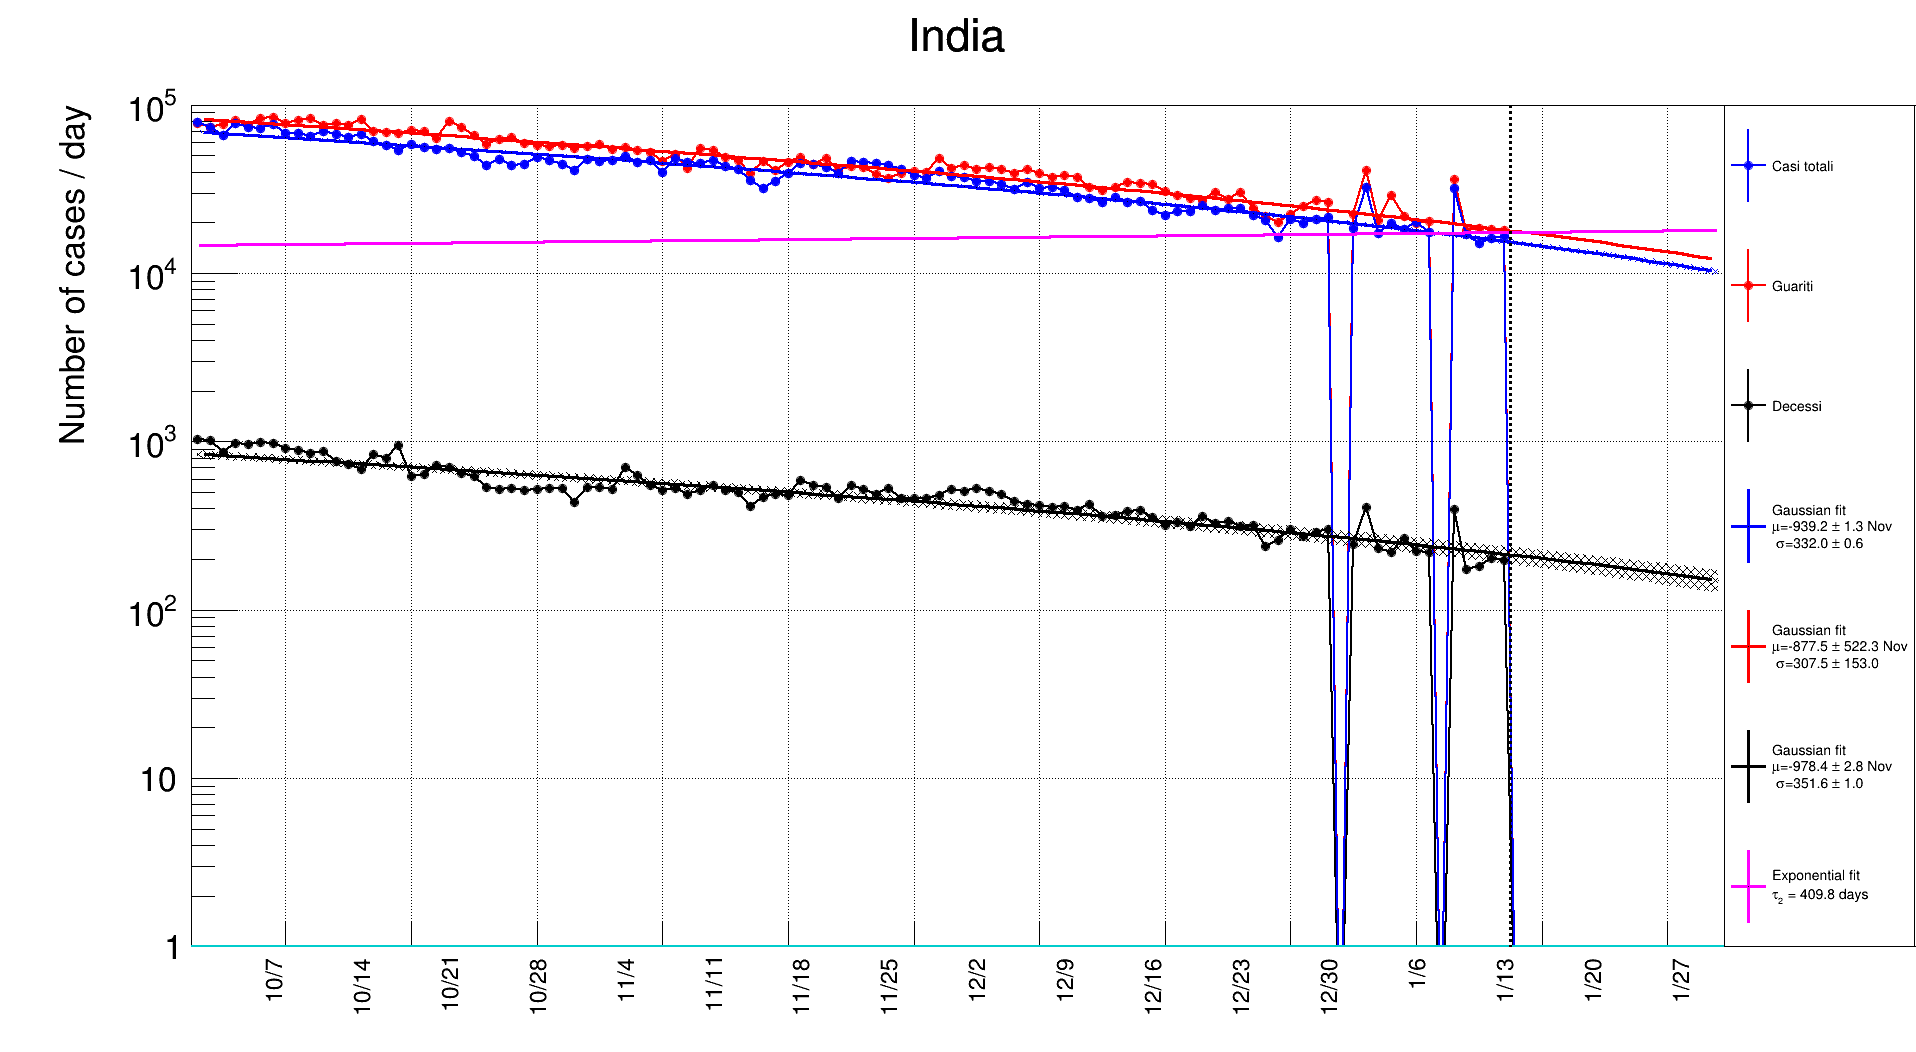 India
Number of cases / day
10^5
10^4
10^3
10^2
10
1
10/7
10/14
10/21
10/28
11/4
11/11
11/18
11/25
12/2
12/9
12/16
12/23
12/30
1/6
1/13
1/20
1/27
Casi totali
Guariti
Decessi
Gaussian fit
μ=-939.2 ± 1.3 Nov
σ=332.0 ± 0.6
Gaussian fit
μ=-877.5 ± 522.3 Nov
σ=307.5 ± 153.0
Gaussian fit
μ=-978.4 ± 2.8 Nov
σ=351.6 ± 1.0
Exponential fit
τ₂ = 409.8 days